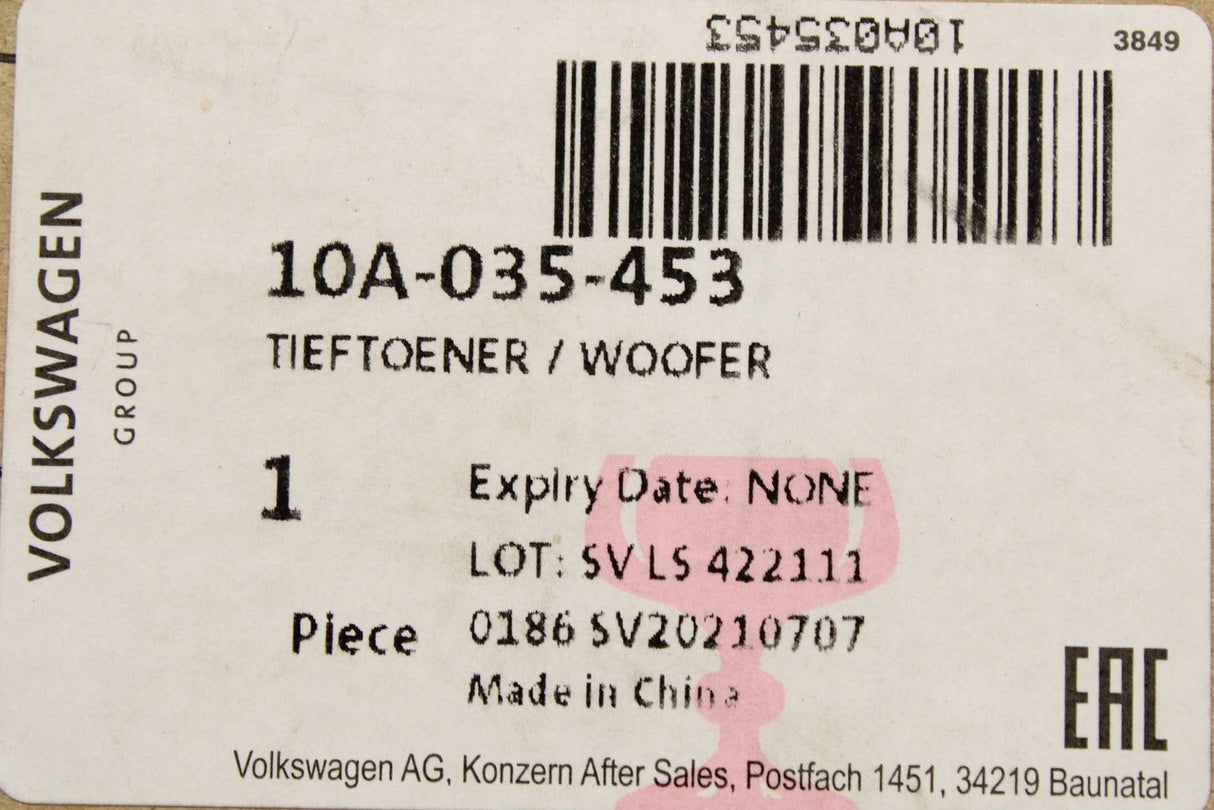 10A035453
3849
VOLKSWAGEN
GROUP
10A-035-453
TIEFTOENER / WOOFER
1
Expiry Date: NONE
LOT: SV LS 422111
Piece
0186 SV20210707
Made in China
EAC
Volkswagen AG, Konzern After Sales, Postfach 1451, 34219 Baunatal